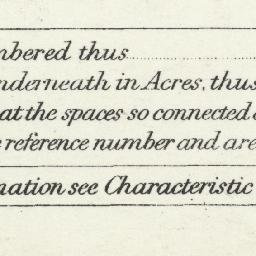 nbered thus
nderneath in Acres, thus
at the spaces so connected
reference number and are
nation see Characteristic